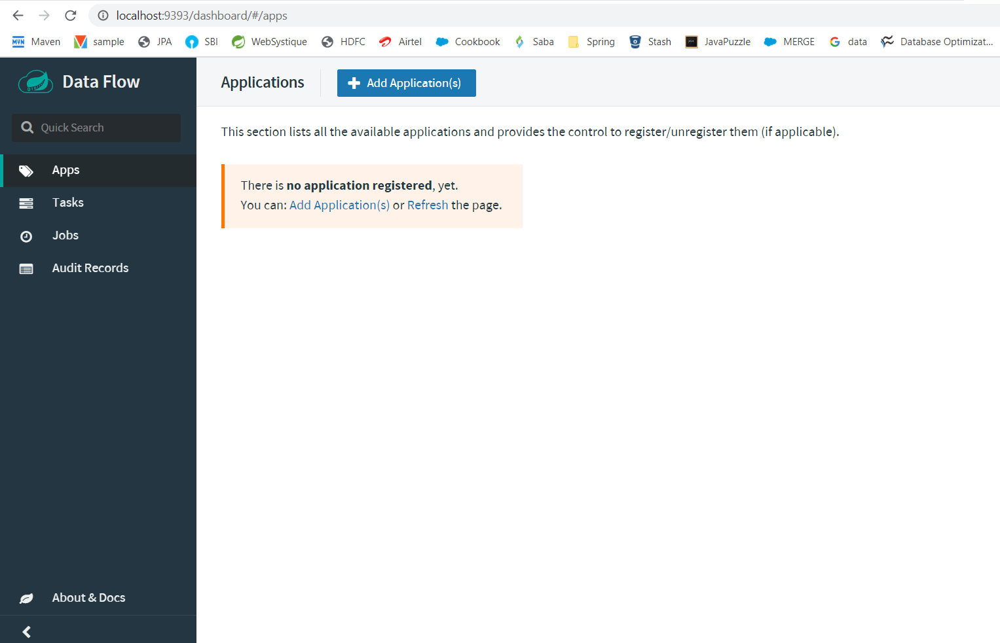 localhost:9393/dashboard/#/apps
Maven sample JPA SBI WebSystique HDFC Airtel Cookbook Saba Spring Stash JavaPuzzle MERGE data Database Optimizat...
Data Flow
Applications
Add Application(s)
Quick Search
This section lists all the available applications and provides the control to register/unregister them (if applicable).
Apps
There is no application registered, yet.
You can: Add Application(s) or Refresh the page.
Tasks
Jobs
Audit Records
About & Docs